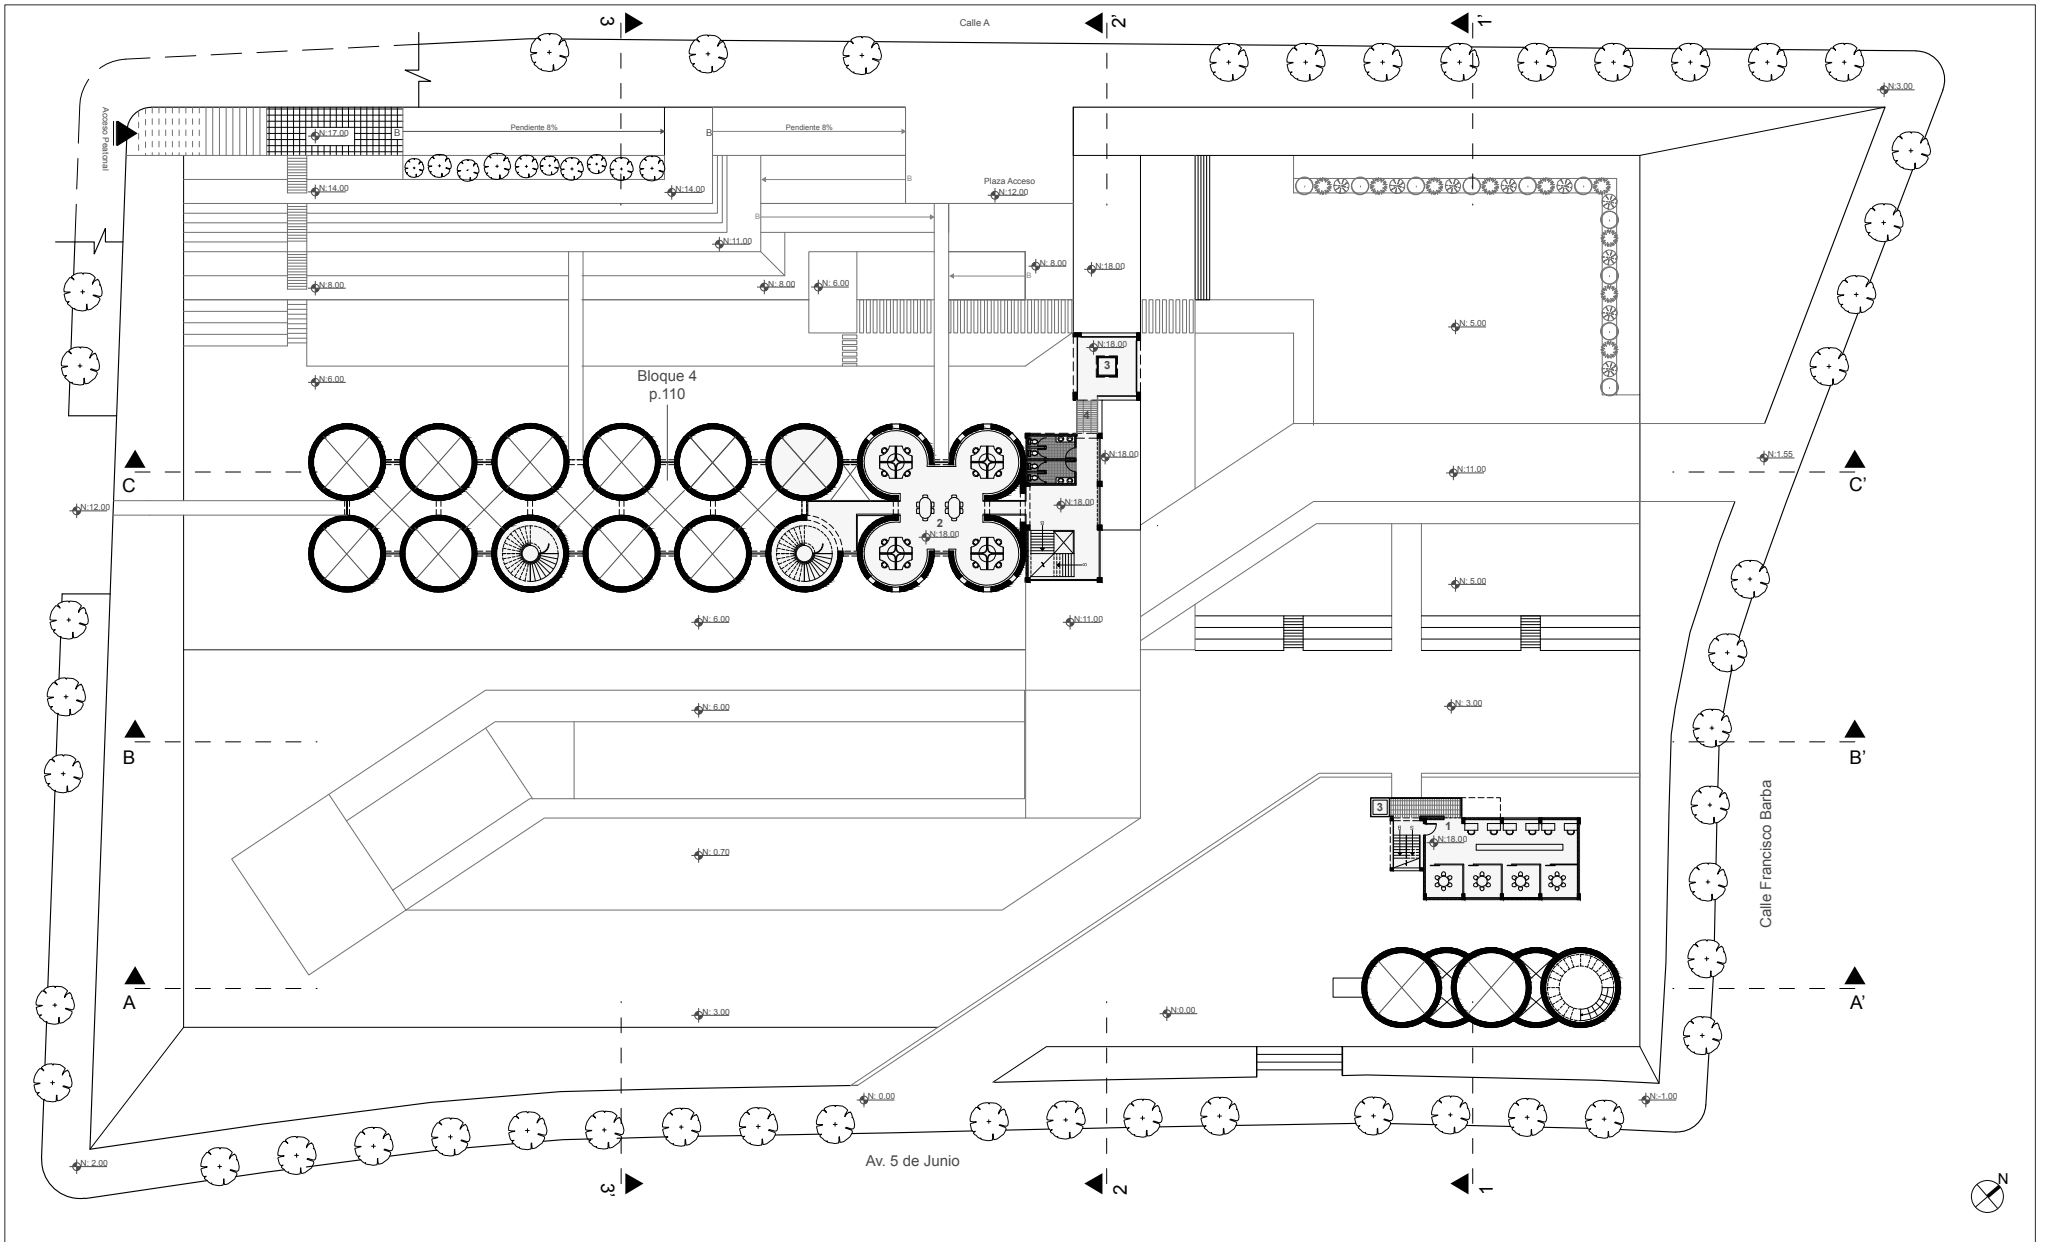 3
Calle A
2'
1'
N:3.00
Acceso Peatonal
N:17.00
B
Pendiente 8%
B
Pendiente 8%
N:14.00
N:14.00
B
Plaza Acceso
N:12.00
B
N:11.00
N:8.00
N: 8.00
N: 6.00
N: 8.00
B
N:18.00
N: 5.00
N:18.00
3
N:6.00
Bloque 4
p.110
4
C
N:18.00
N:11.00
N:1.55
C'
N:12.00
N:18.00
2
N:18.00
N: 5.00
N: 6.00
N:11.00
N: 6.00
N: 3.00
B
B'
Calle Francisco Barba
3
1
N:18.00
N: 0.70
A
A'
N: 3.00
N:0.00
N: 0.00
N:-1.00
N: 2.00
Av. 5 de Junio
3'
2
1
N